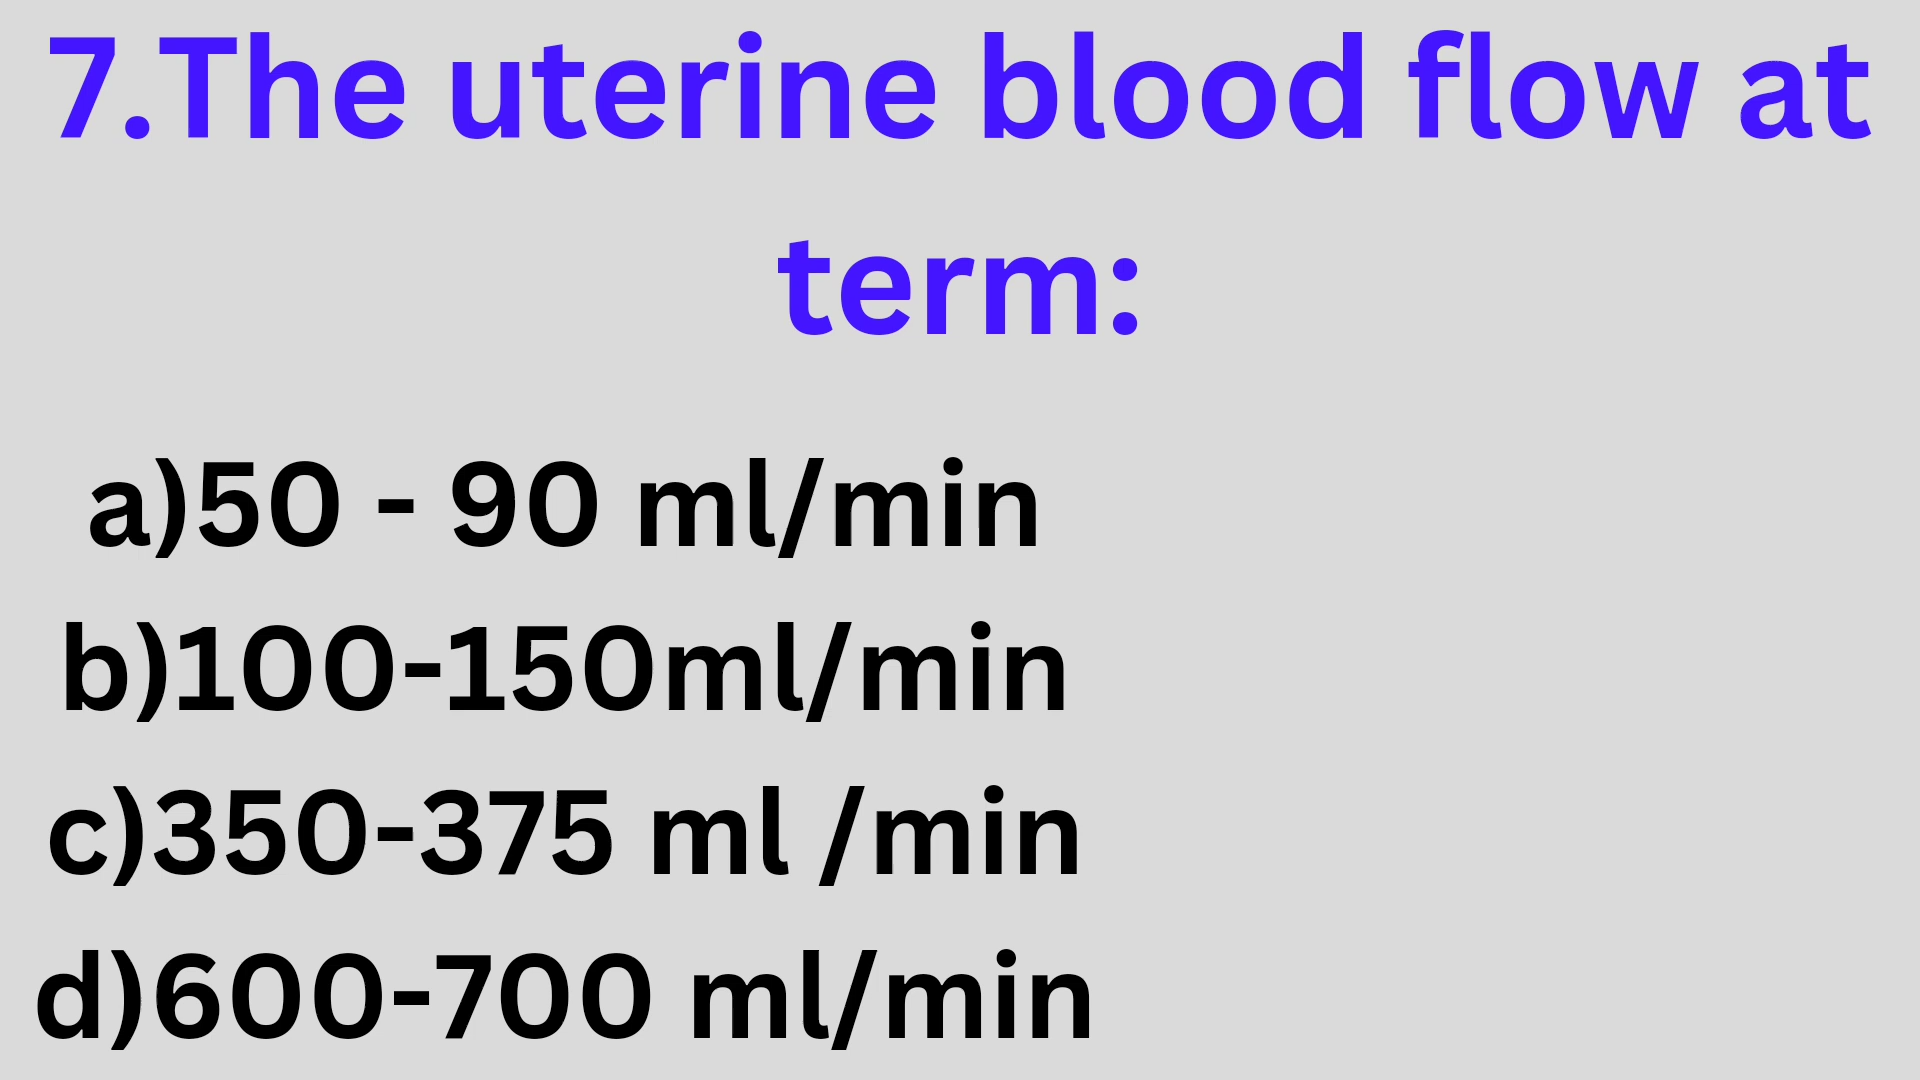 7.The uterine blood flow at
term:
a)50 - 90 ml/min
b)100-150ml/min
c)350-375 ml /min
d)600-700 ml/min